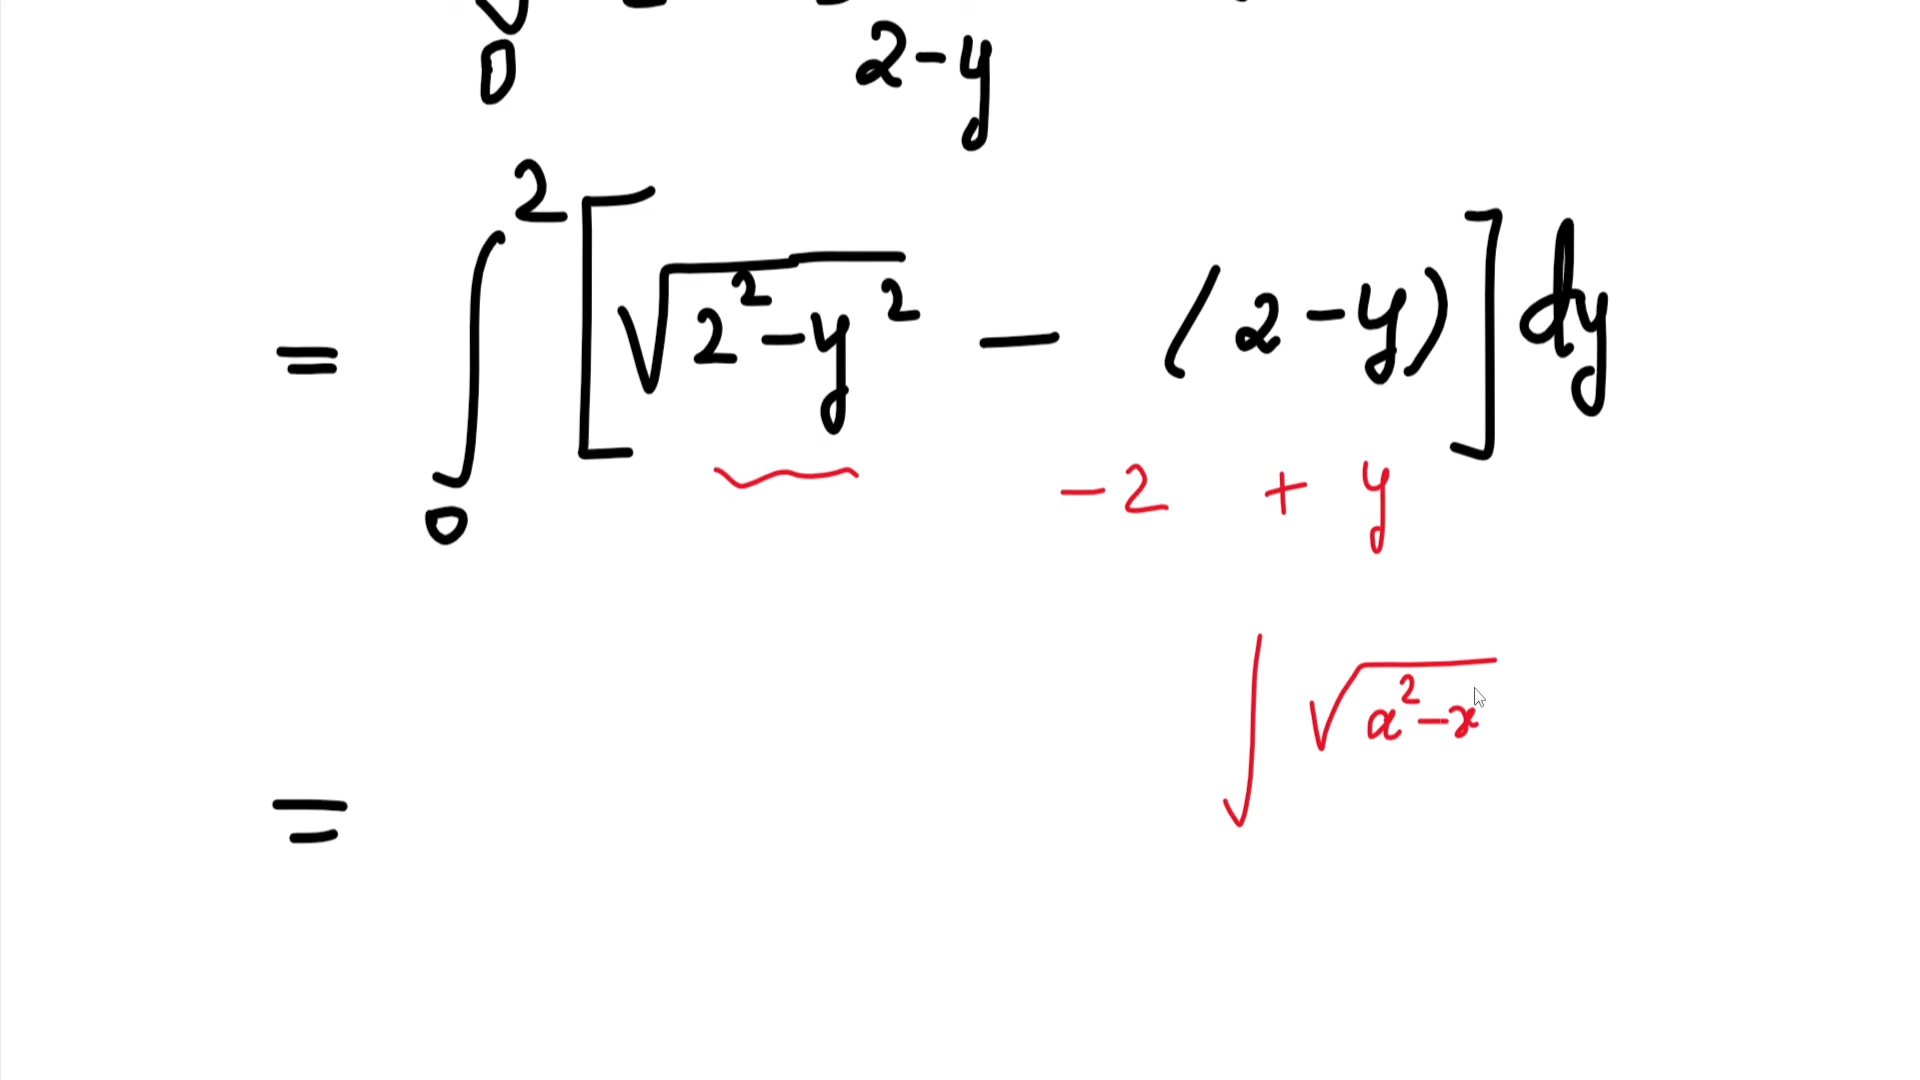 0 2-y
= ∫₀² [√(2²-y²) - (2-y)] dy
-2 + y
∫ √(a²-x
=